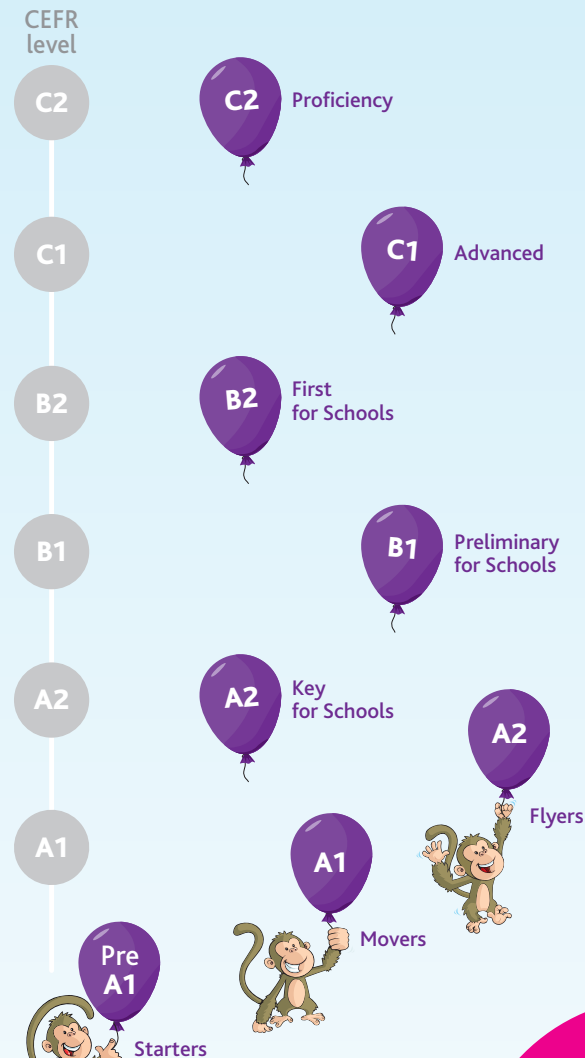 CEFR
level
C2
C2
Proficiency
C1
C1
Advanced
B2
B2
First
for Schools
B1
B1
Preliminary
for Schools
A2
A2
Key
for Schools
A2
Flyers
A1
A1
Movers
Pre
A1
Starters